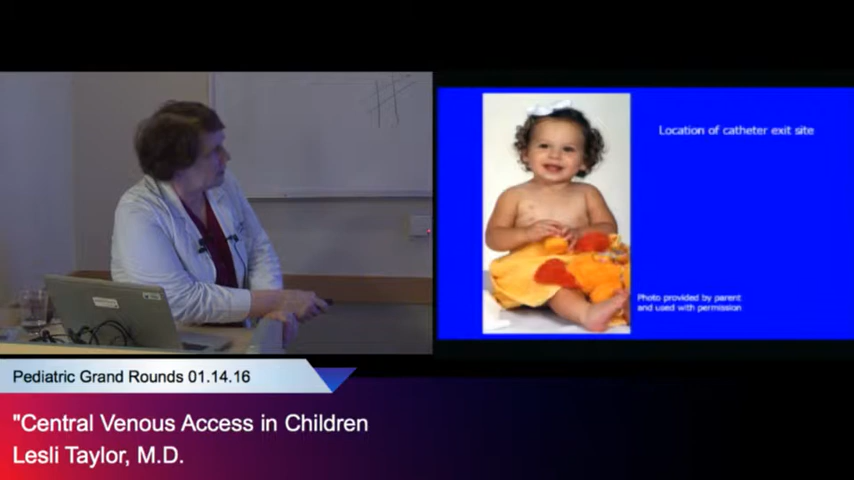 Location of catheter exit site
Photo provided by parent
and used with permission
Pediatric Grand Rounds 01.14.16
"Central Venous Access in Children
Lesli Taylor, M.D.